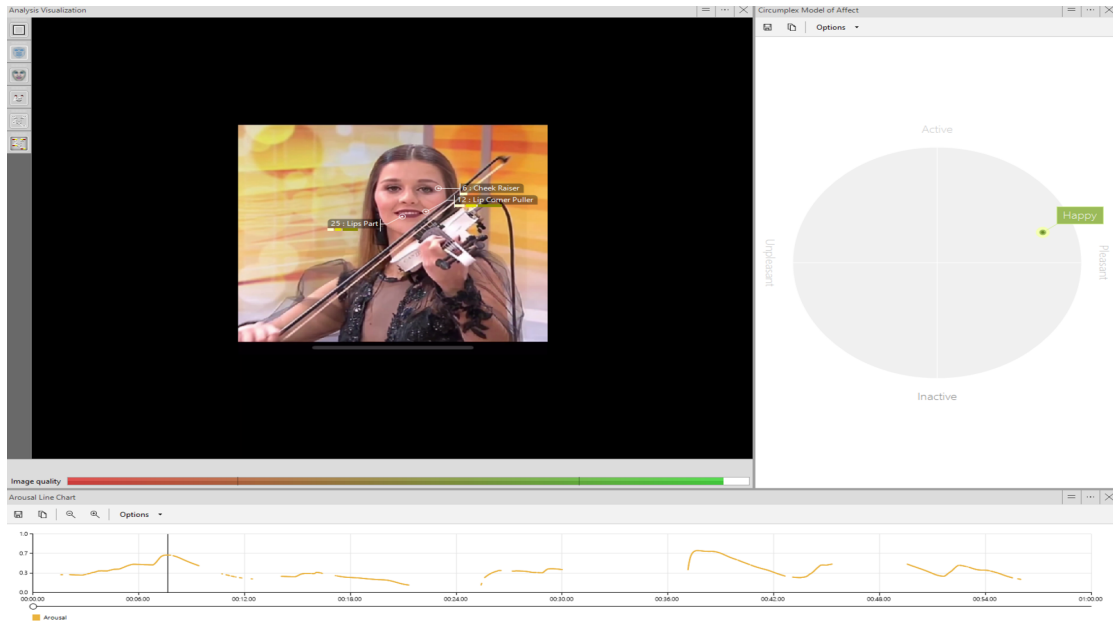 Analysis Visualization
6 : Cheek Raiser
12 : Lip Corner Puller
25 : Lips Part
Image quality
Circumplex Model of Affect
Options
Active
Happy
Unpleasant
Pleasant
Inactive
Arousal Line Chart
Options
1.0
0.7
0.3
0.0
00:00:00 00:06:00 00:12:00 00:18:00 00:24:00 00:30:00 00:36:00 00:42:00 00:48:00 00:54:00 01:00:00
Arousal